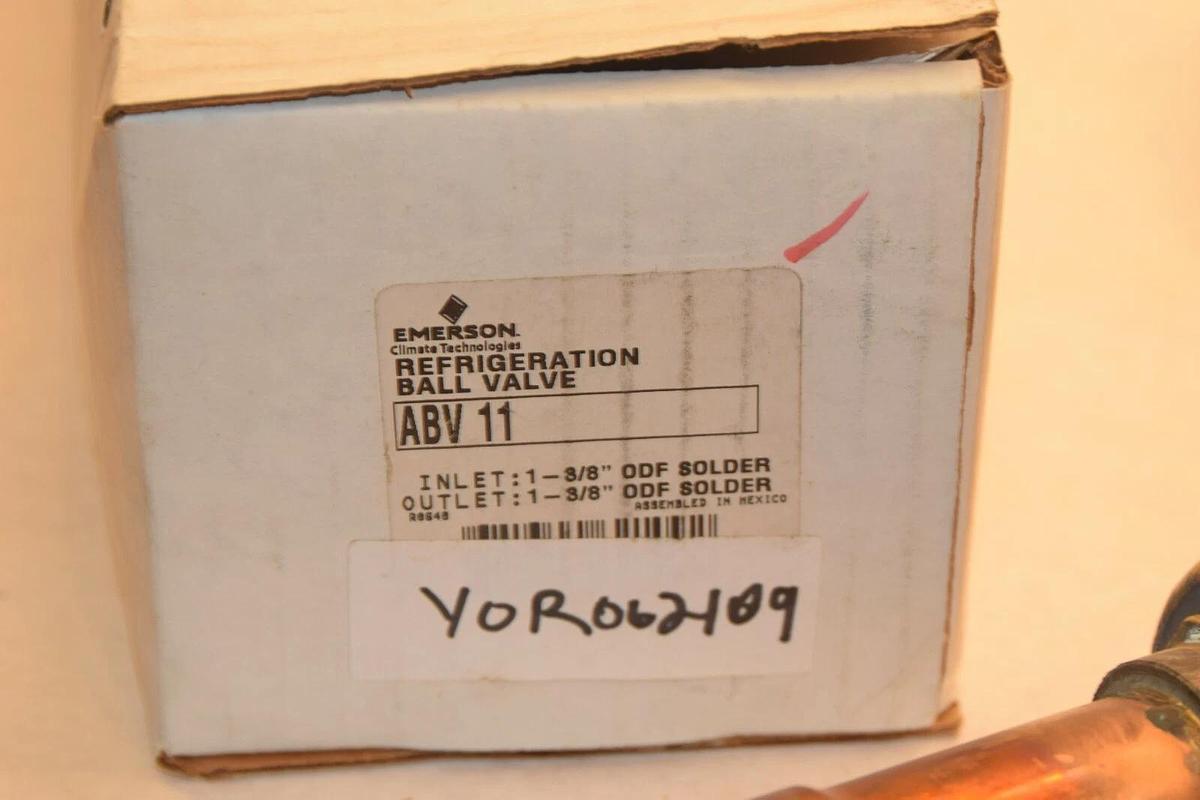 EMERSON.
Climate Technologies
REFRIGERATION
BALL VALVE
ABV 11
INLET: 1-3/8" ODF SOLDER
OUTLET: 1-3/8" ODF SOLDER
ASSEMBLED IN MEXICO
YOR062109